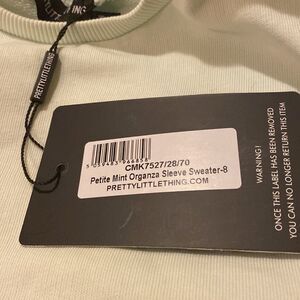 ING
PRETTYLITTLETHING
CMK7527/28/70
Petite Mint Organza Sleeve Sweater-8
PRETTYLITTLETHING.COM
WARNING!
ONCE THIS LABEL HAS BEEN REMOVED
YOU CAN NO LONGER RETURN THIS ITEM